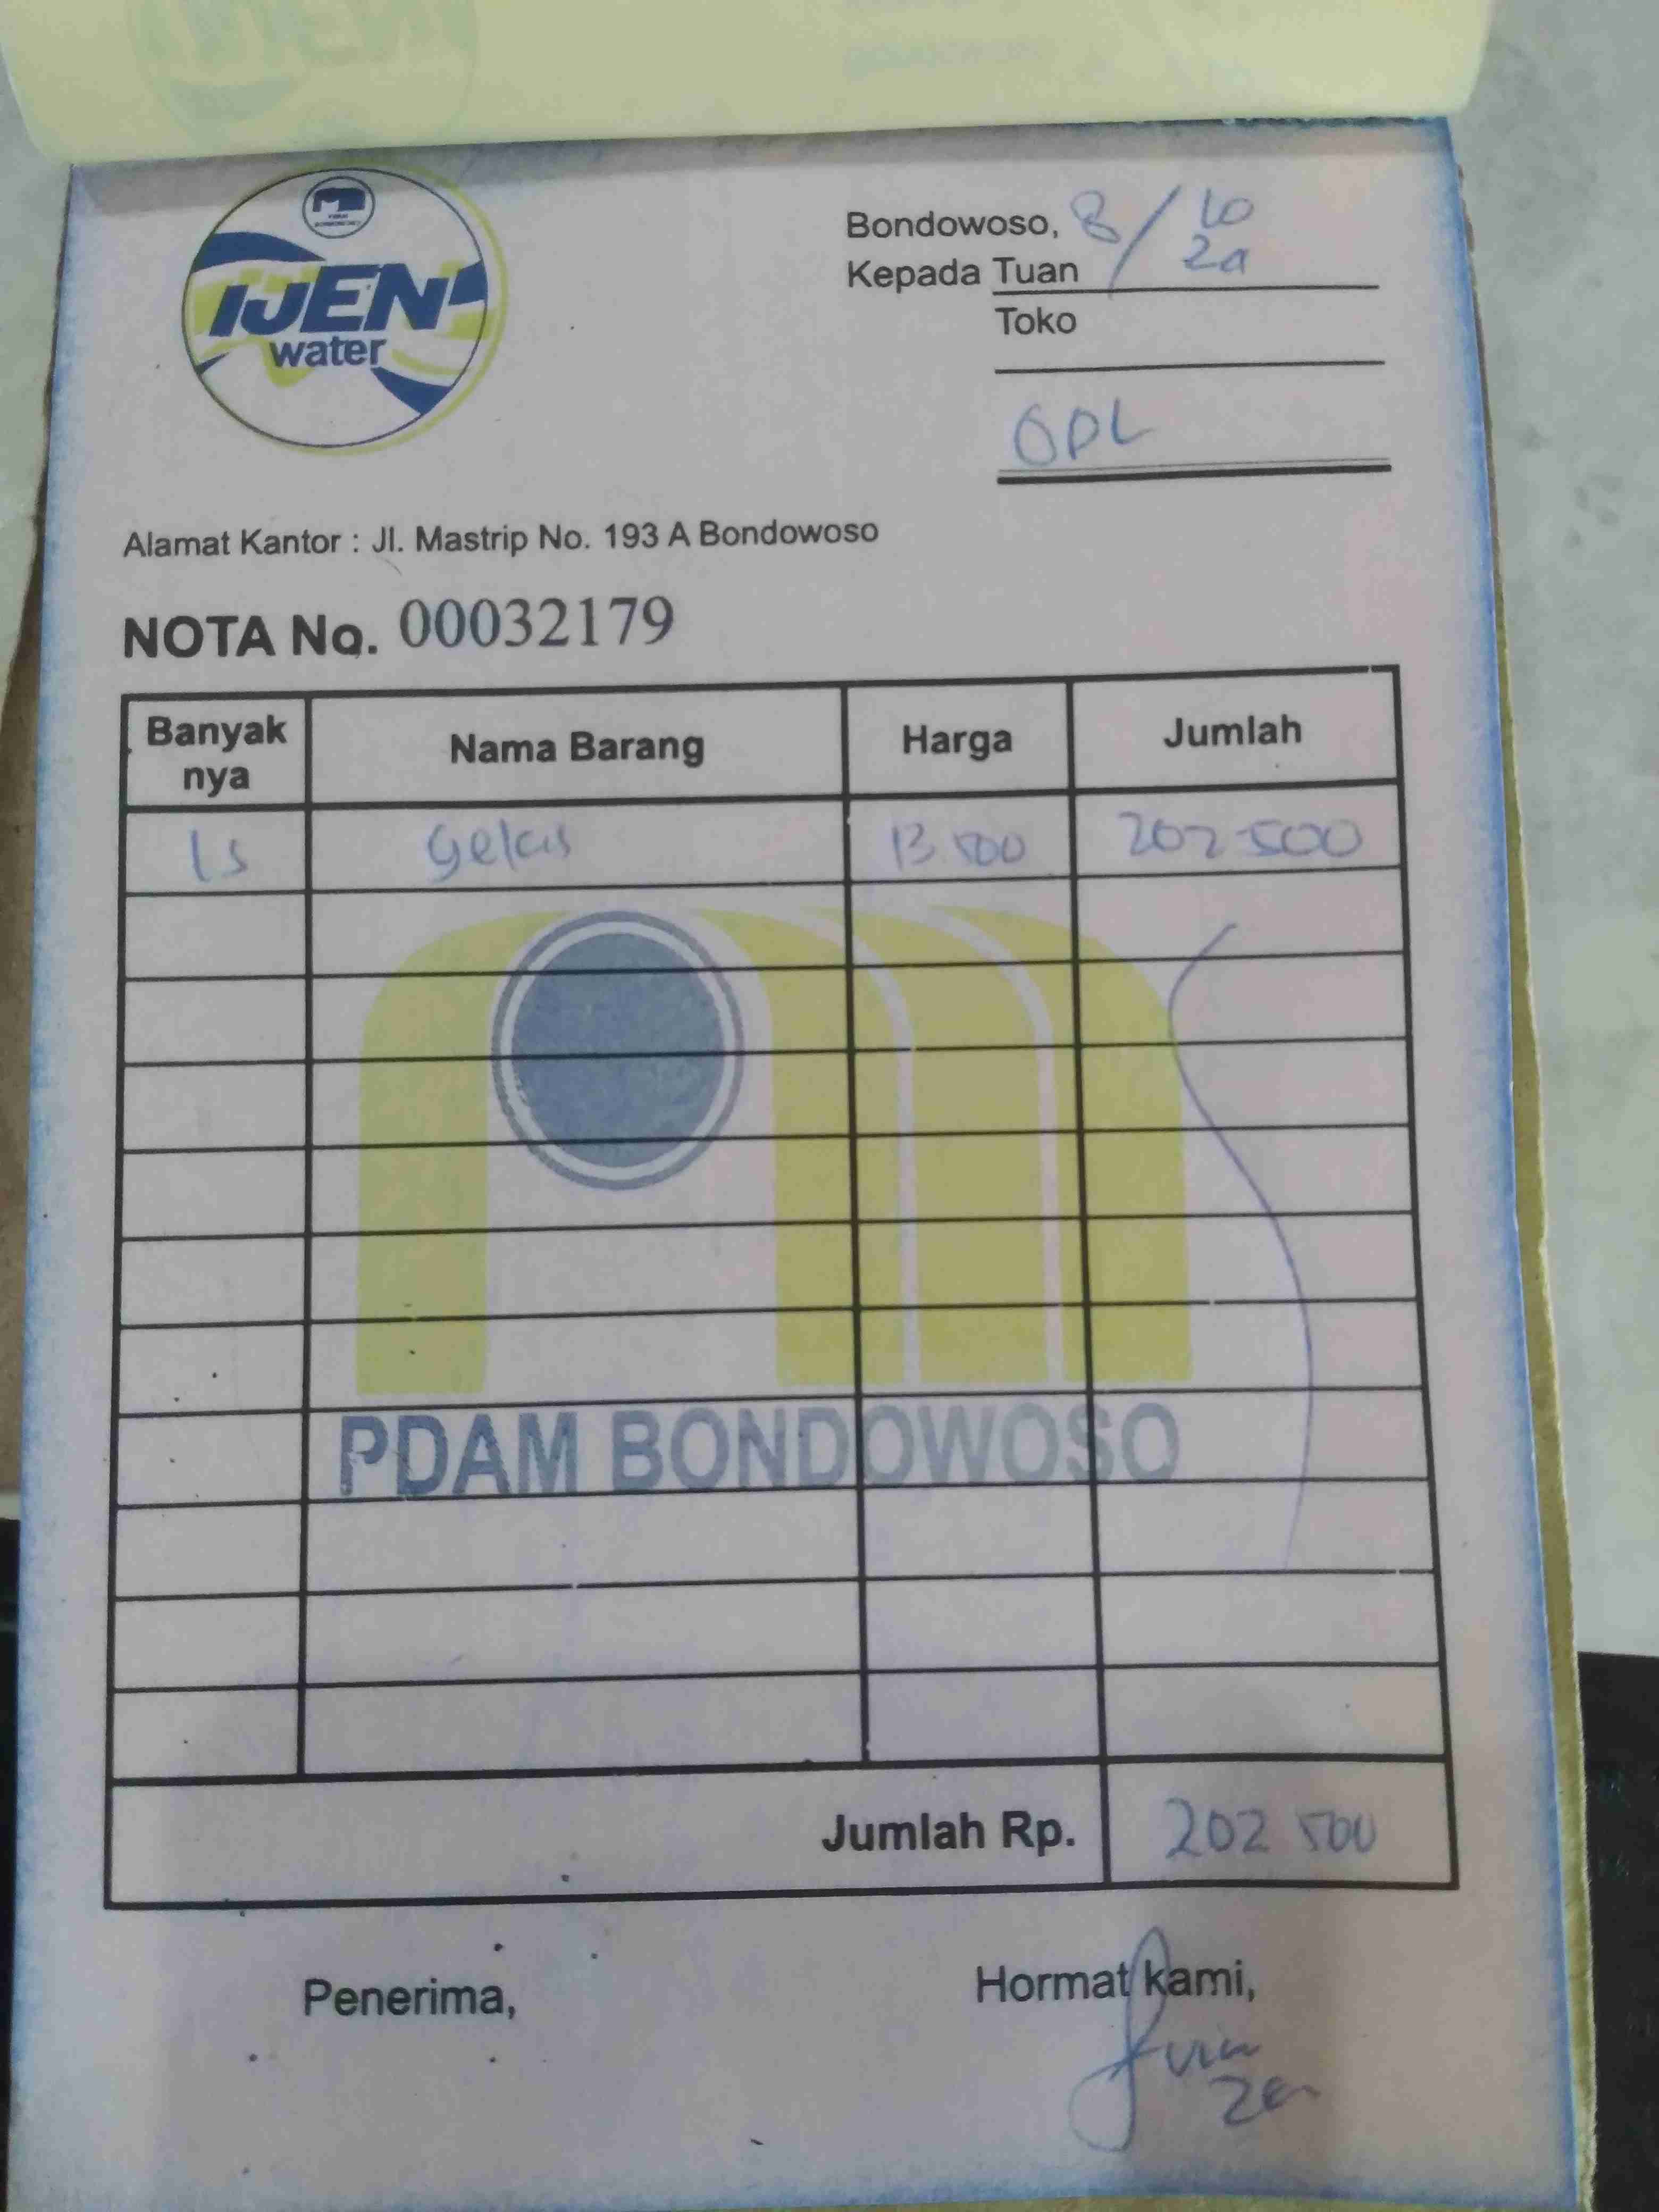 IJEN
water
Bondowoso, 8/10
Kepada Tuan
Toko
OPL
Alamat Kantor : Jl. Mastrip No. 193 A Bondowoso
NOTA No. 00032179
Banyak nya Nama Barang Harga Jumlah
15 gelas 13 500 202 500
PDAM BONDOWOSO
Jumlah Rp. 202 500
Penerima, Hormat kami,